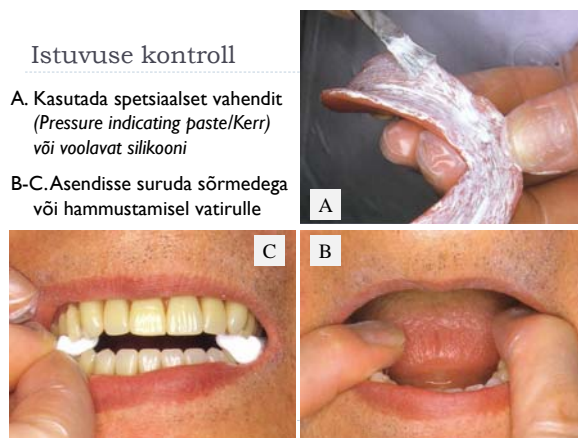 Istuvuse kontroll
A. Kasutada spetsiaalset vahendit
(Pressure indicating paste/Kerr)
või voolavat silikooni
B-C. Asendisse suruda sõrmedega
või hammustamisel vatirulle
A
C
B